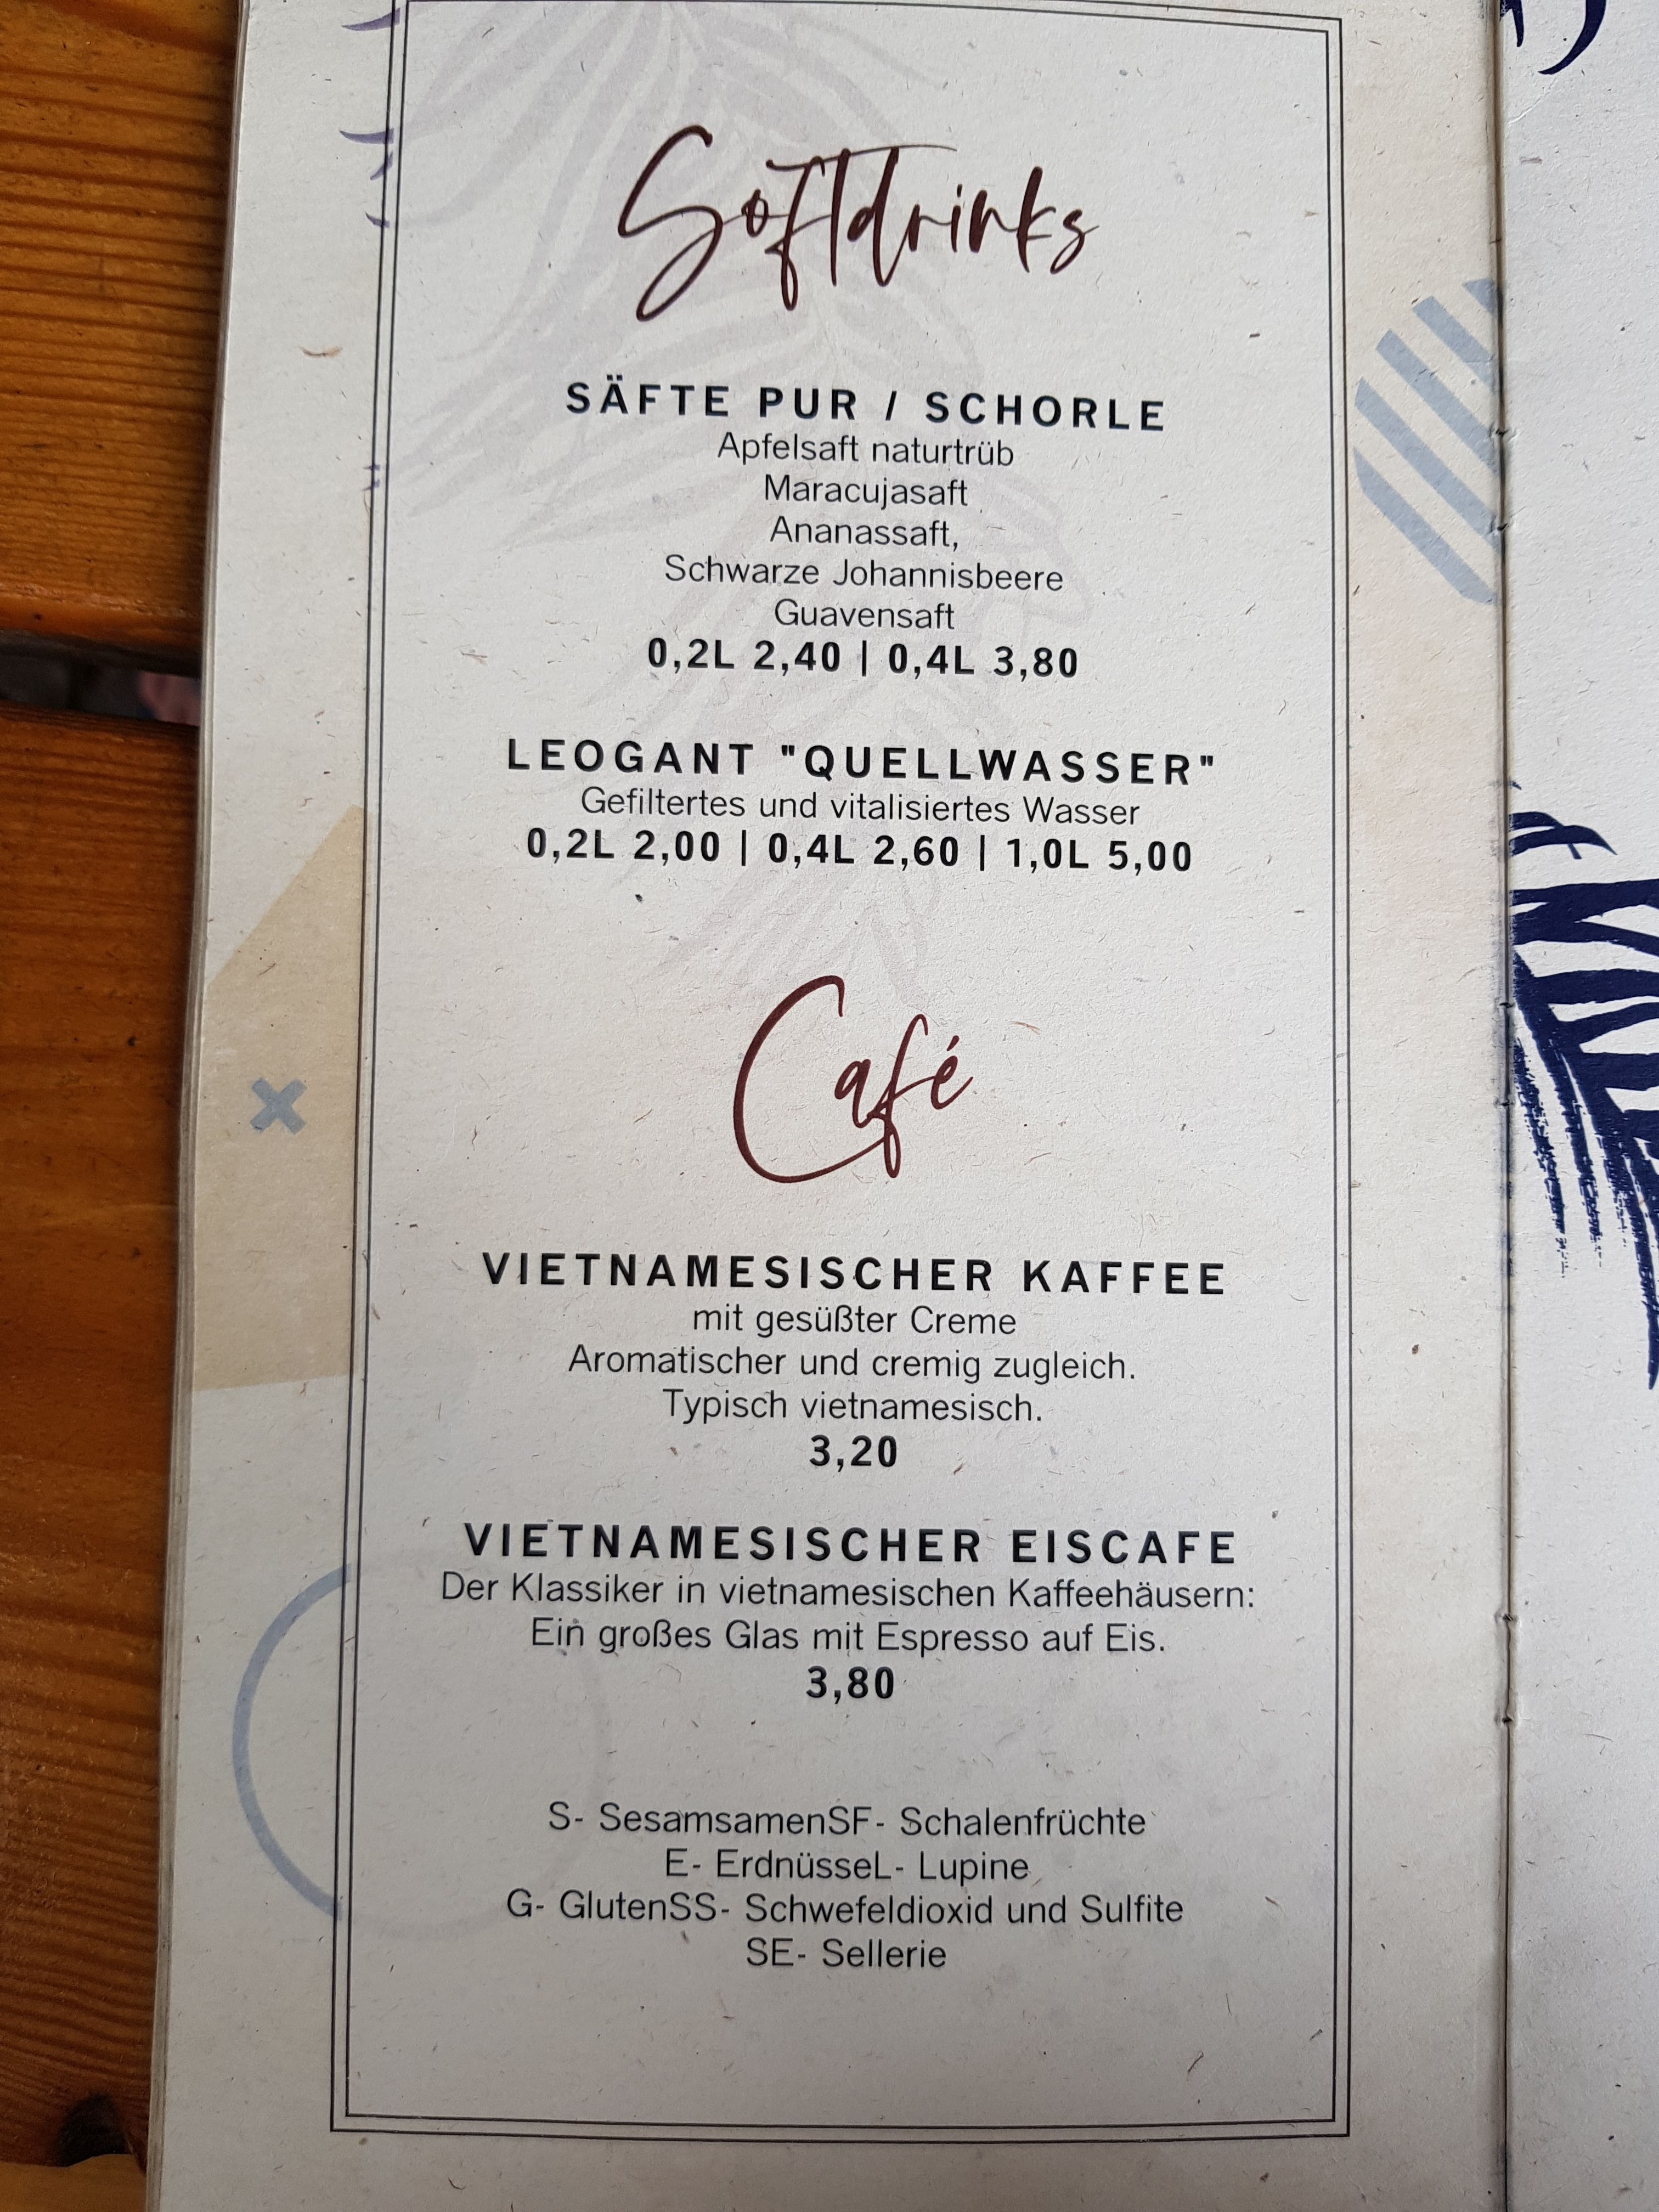 Softdrinks
SÄFTE PUR / SCHORLE
Apfelsaft naturtrüb
Maracujasaft
Ananassaft,
Schwarze Johannisbeere
Guavensaft
0,2L 2,40 | 0,4L 3,80
LEOGANT "QUELLWASSER"
Gefiltertes und vitalisiertes Wasser
0,2L 2,00 | 0,4L 2,60 | 1,0L 5,00
Café
VIETNAMESISCHER KAFFEE
mit gesüßter Creme
Aromatischer und cremig zugleich.
Typisch vietnamesisch.
3,20
VIETNAMESISCHER EISCAFE
Der Klassiker in vietnamesischen Kaffeehäusern:
Ein großes Glas mit Espresso auf Eis.
3,80
S- SesamsamenSF- Schalenfrüchte
E- ErdnüsseL- Lupine
G- GlutenSS- Schwefeldioxid und Sulfite
SE- Sellerie